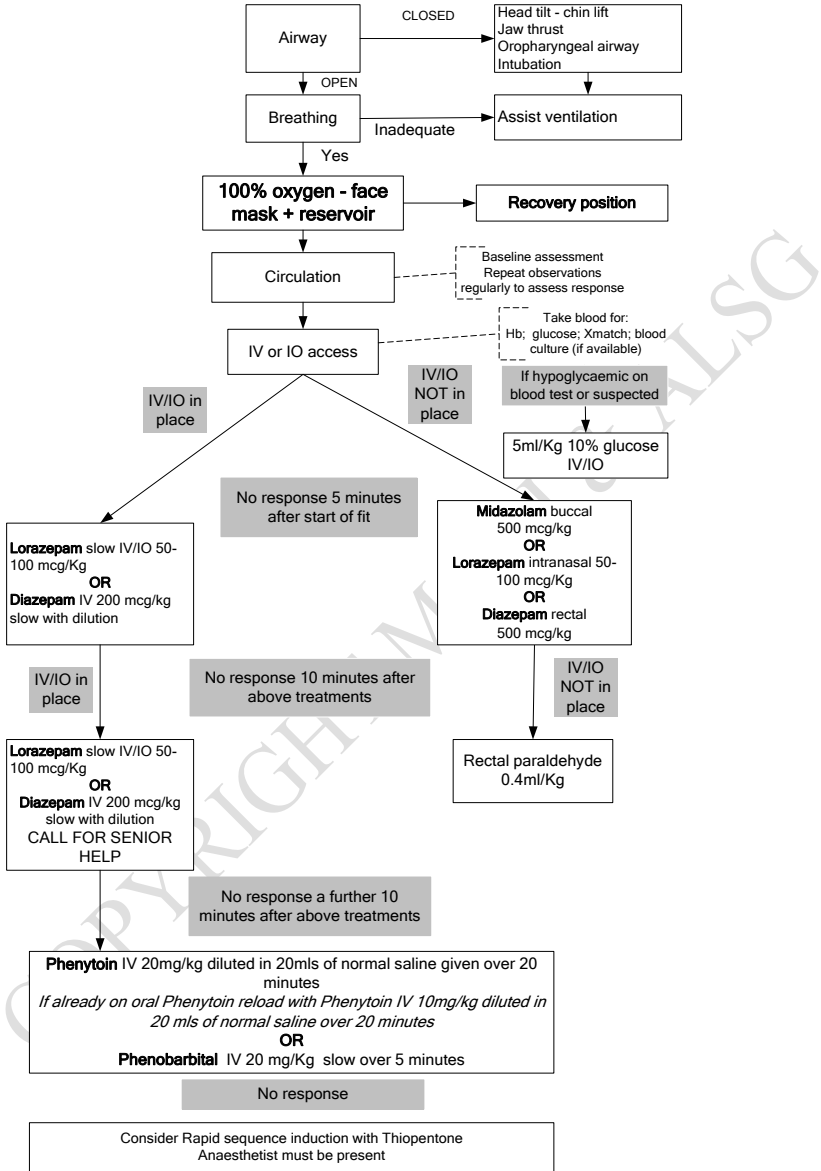 Airway
CLOSED
Head tilt - chin lift
Jaw thrust
Oropharyngeal airway
Intubation
OPEN
Breathing
Inadequate
Assist ventilation
Yes
100% oxygen - face
mask + reservoir
Recovery position
Circulation
Baseline assessment
Repeat observations
regularly to assess response
IV or IO access
Take blood for:
Hb; glucose; Xmatch; blood
culture (if available)
IV/IO in
place
IV/IO
NOT in
place
If hypoglycaemic on
blood test or suspected
5ml/Kg 10% glucose
IV/IO
No response 5 minutes
after start of fit
Lorazepam slow IV/IO 50-
100 mcg/Kg
OR
Diazepam IV 200 mcg/kg
slow with dilution
Midazolam buccal
500 mcg/kg
OR
Lorazepam intranasal 50-
100 mcg/Kg
OR
Diazepam rectal
500 mcg/kg
IV/IO in
place
No response 10 minutes after
above treatments
IV/IO
NOT in
place
Lorazepam slow IV/IO 50-
100 mcg/Kg
OR
Diazepam IV 200 mcg/kg
slow with dilution
CALL FOR SENIOR
HELP
Rectal paraldehyde
0.4ml/Kg
No response a further 10
minutes after above treatments
Phenytoin IV 20mg/kg diluted in 20mls of normal saline given over 20
minutes
If already on oral Phenytoin reload with Phenytoin IV 10mg/kg diluted in
20 mls of normal saline over 20 minutes
OR
Phenobarbital IV 20 mg/Kg slow over 5 minutes
No response
Consider Rapid sequence induction with Thiopentone
Anaesthetist must be present
COPYRIGHT & ALSG